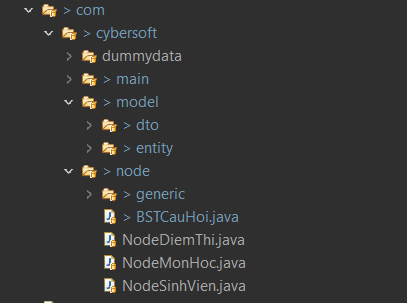 > com
> cybersoft
dummydata
> main
> model
> dto
> entity
> node
> generic
> BSTCauHoi.java
NodeDiemThi.java
NodeMonHoc.java
NodeSinhVien.java